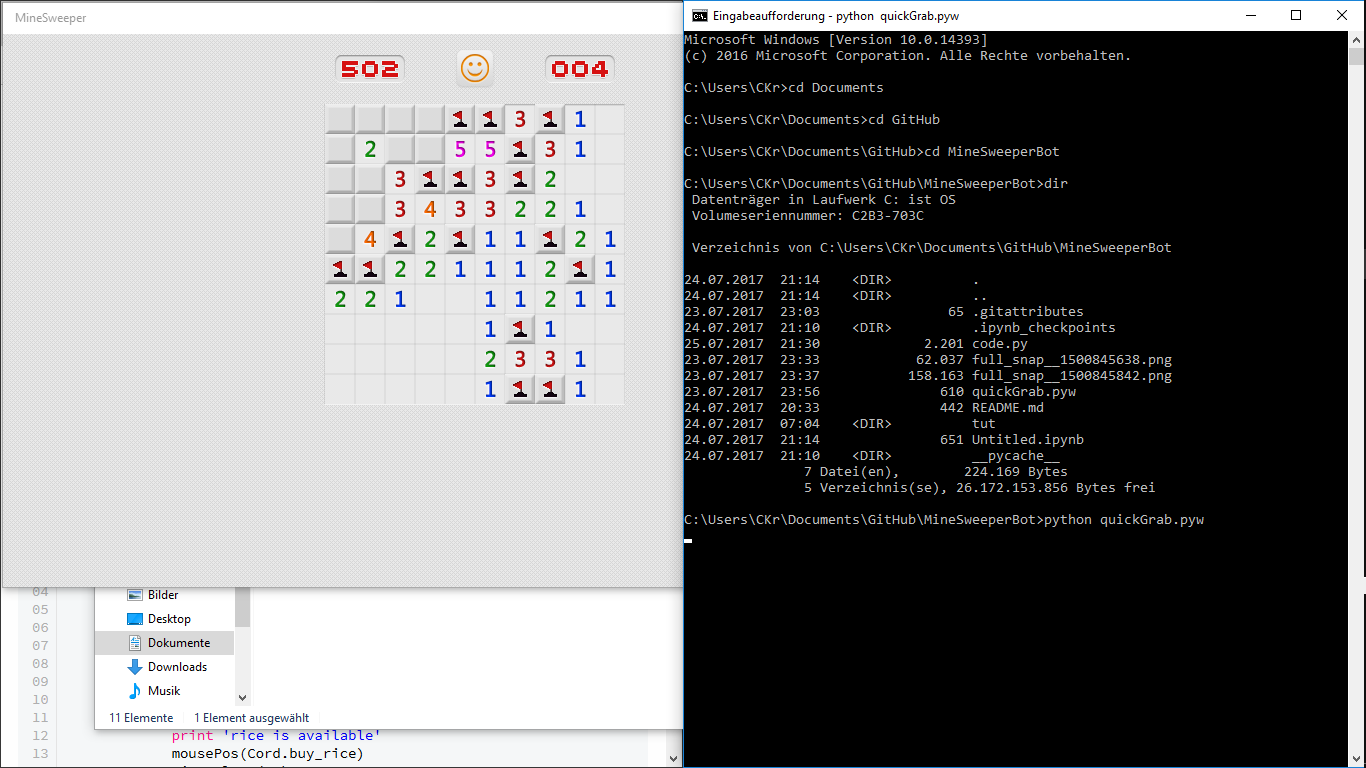 MineSweeper
502
004
1 1 3 1 1
2 5 5 3 1
3 3 2
3 4 3 3 2 2 1
4 2 1 1 2 1
2 2 1 1 1 2 1
2 2 1 1 1 2 1 1
1 1
2 3 3 1
1 1
04
05
06
07
08
09
10
11
12
13
Bilder
Desktop
Dokumente
Downloads
Musik
11 Elemente 1 Element ausgewählt
print 'rice is available'
mousePos(Cord.buy_rice)
Eingabeaufforderung - python quickGrab.pyw
Microsoft Windows [Version 10.0.14393]
(c) 2016 Microsoft Corporation. Alle Rechte vorbehalten.
C:\Users\CKr>cd Documents
C:\Users\CKr\Documents>cd GitHub
C:\Users\CKr\Documents\GitHub>cd MineSweeperBot
C:\Users\CKr\Documents\GitHub\MineSweeperBot>dir
Datenträger in Laufwerk C: ist OS
Volumeseriennummer: C2B3-703C
Verzeichnis von C:\Users\CKr\Documents\GitHub\MineSweeperBot
24.07.2017 21:14 <DIR> .
24.07.2017 21:14 <DIR> ..
23.07.2017 23:03 65 .gitattributes
24.07.2017 21:10 <DIR> .ipynb_checkpoints
25.07.2017 21:30 2.201 code.py
23.07.2017 23:33 62.037 full_snap__1500845638.png
23.07.2017 23:37 158.163 full_snap__1500845842.png
23.07.2017 23:56 610 quickGrab.pyw
24.07.2017 20:33 442 README.md
24.07.2017 07:04 <DIR> tut
24.07.2017 21:14 651 Untitled.ipynb
24.07.2017 21:10 <DIR> __pycache__
7 Datei(en), 224.169 Bytes
5 Verzeichnis(se), 26.172.153.856 Bytes frei
C:\Users\CKr\Documents\GitHub\MineSweeperBot>python quickGrab.pyw